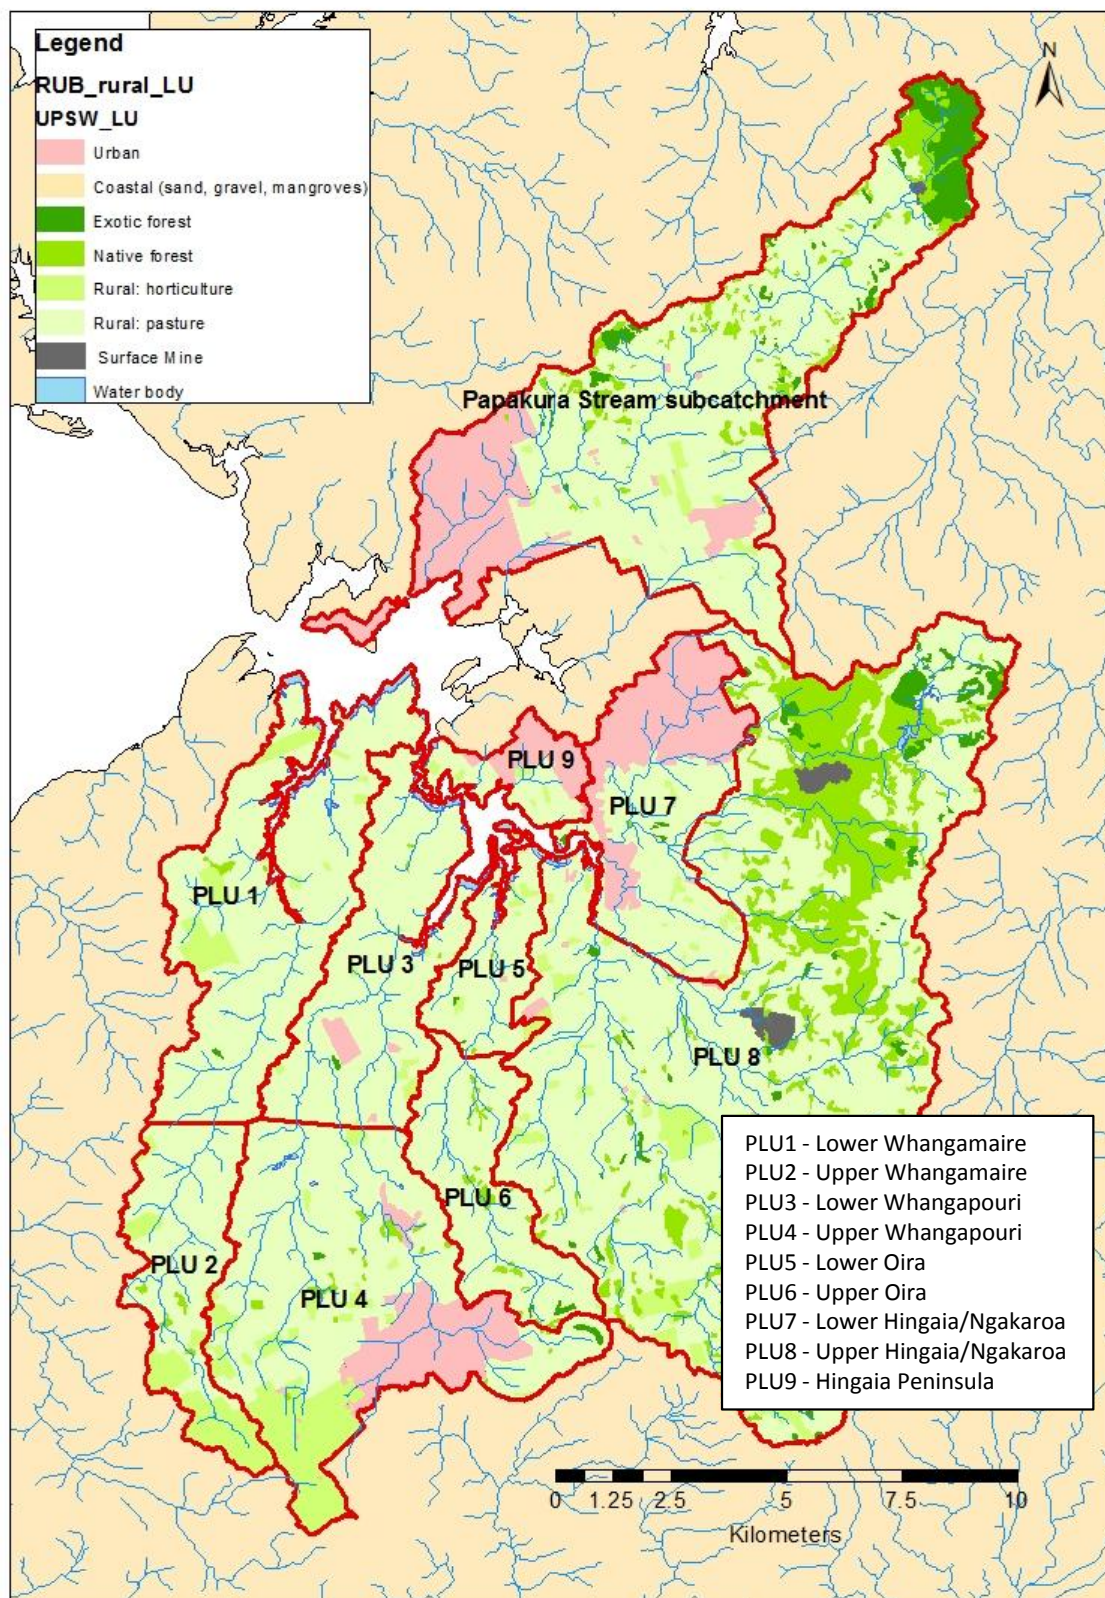 Legend
RUB_rural_LU
UPSW_LU
Urban
Coastal (sand, gravel, mangroves)
Exotic forest
Native forest
Rural: horticulture
Rural: pasture
Surface Mine
Water body
N
Papakura Stream subcatchment
PLU 9
PLU 7
PLU 1
PLU 3
PLU 5
PLU 8
PLU 6
PLU 2
PLU 4
PLU1 - Lower Whangamaire
PLU2 - Upper Whangamaire
PLU3 - Lower Whangapouri
PLU4 - Upper Whangapouri
PLU5 - Lower Oira
PLU6 - Upper Oira
PLU7 - Lower Hingaia/Ngakaroa
PLU8 - Upper Hingaia/Ngakaroa
PLU9 - Hingaia Peninsula
0 1.25 2.5 5 7.5 10
Kilometers